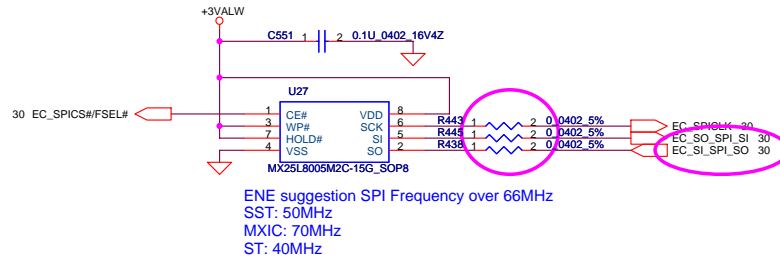 +3VALW
C551 1 2 0.1U_0402_16V4Z
U27
30 EC_SPICS#/FSEL# 1 CE# VDD 8
3 WP# SCK 6 R443 1 2 0_0402_5% EC_SPICLK 30
7 HOLD# SI 5 R445 1 2 0_0402_5% EC_SO_SPI_SI 30
4 VSS SO 2 R438 1 2 0_0402_5% EC_SI_SPI_SO 30
MX25L8005M2C-15G_SOP8
ENE suggestion SPI Frequency over 66MHz
SST: 50MHz
MXIC: 70MHz
ST: 40MHz